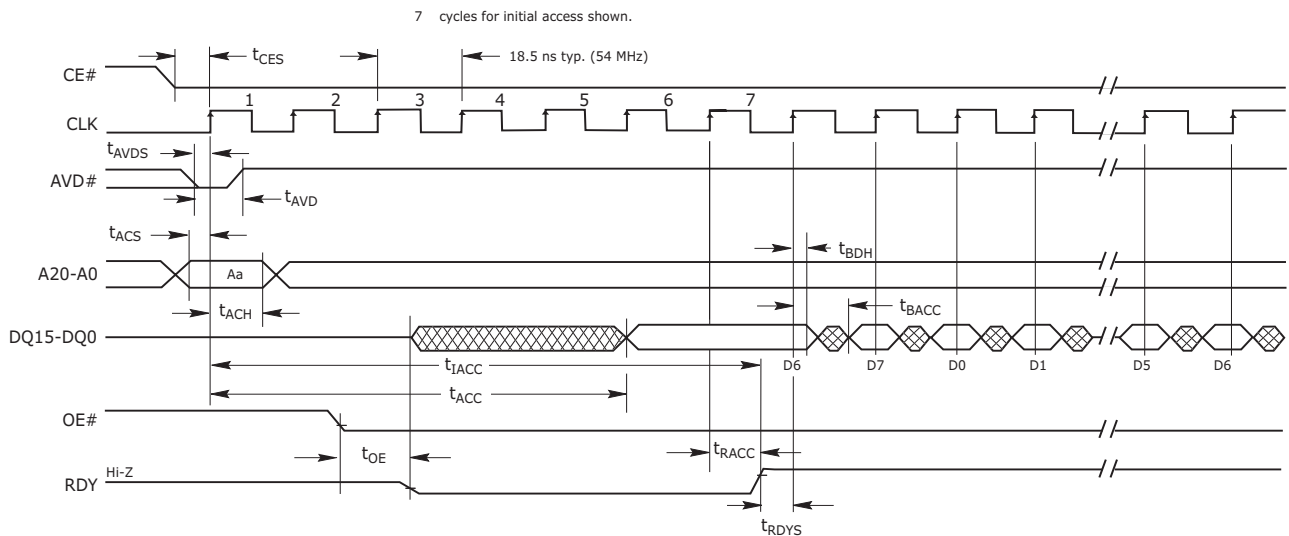 7 cycles for initial access shown.
tCES
18.5 ns typ. (54 MHz)
CE#
1 2 3 4 5 6 7
CLK
tAVDS
AVD#
tAVD
tACS
tBDH
A20-A0
Aa
tACH
tBACC
DQ15-DQ0
tIACC
D6 D7 D0 D1 D5 D6
tACC
OE#
tOE
tRACC
Hi-Z
RDY
tRDYS